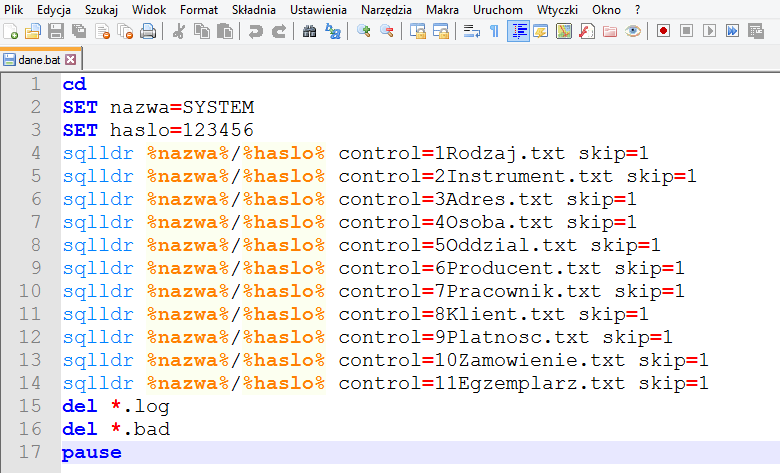 Plik Edycja Szukaj Widok Format Składnia Ustawienia Narzędzia Makra Uruchom Wtyczki Okno ?
dane.bat
1 cd
2 SET nazwa=SYSTEM
3 SET haslo=123456
4 sqlldr %nazwa%/%haslo% control=1Rodzaj.txt skip=1
5 sqlldr %nazwa%/%haslo% control=2Instrument.txt skip=1
6 sqlldr %nazwa%/%haslo% control=3Adres.txt skip=1
7 sqlldr %nazwa%/%haslo% control=4Osoba.txt skip=1
8 sqlldr %nazwa%/%haslo% control=5Oddzial.txt skip=1
9 sqlldr %nazwa%/%haslo% control=6Producent.txt skip=1
10 sqlldr %nazwa%/%haslo% control=7Pracownik.txt skip=1
11 sqlldr %nazwa%/%haslo% control=8Klient.txt skip=1
12 sqlldr %nazwa%/%haslo% control=9Platnosc.txt skip=1
13 sqlldr %nazwa%/%haslo% control=10Zamowienie.txt skip=1
14 sqlldr %nazwa%/%haslo% control=11Egzemplarz.txt skip=1
15 del *.log
16 del *.bad
17 pause